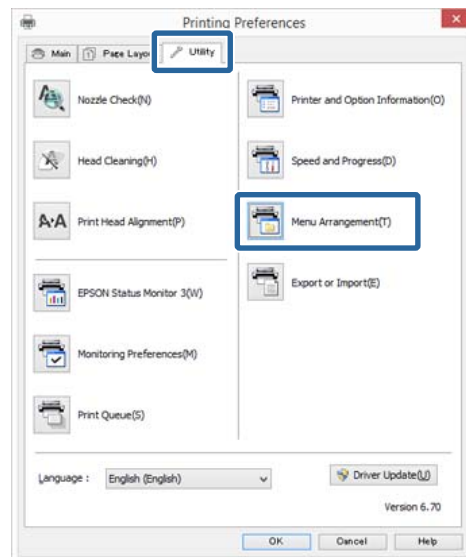 Printing Preferences
Main
Page Layou
Utility
Nozzle Check(N)
Printer and Option Information(O)
Head Cleaning(H)
Speed and Progress(D)
Print Head Alignment(P)
Menu Arrangement(T)
EPSON Status Monitor 3(W)
Export or Import(E)
Monitoring Preferences(M)
Print Queue(S)
Language :
English (English)
Driver Update(U)
Version 6.70
OK
Cancel
Help